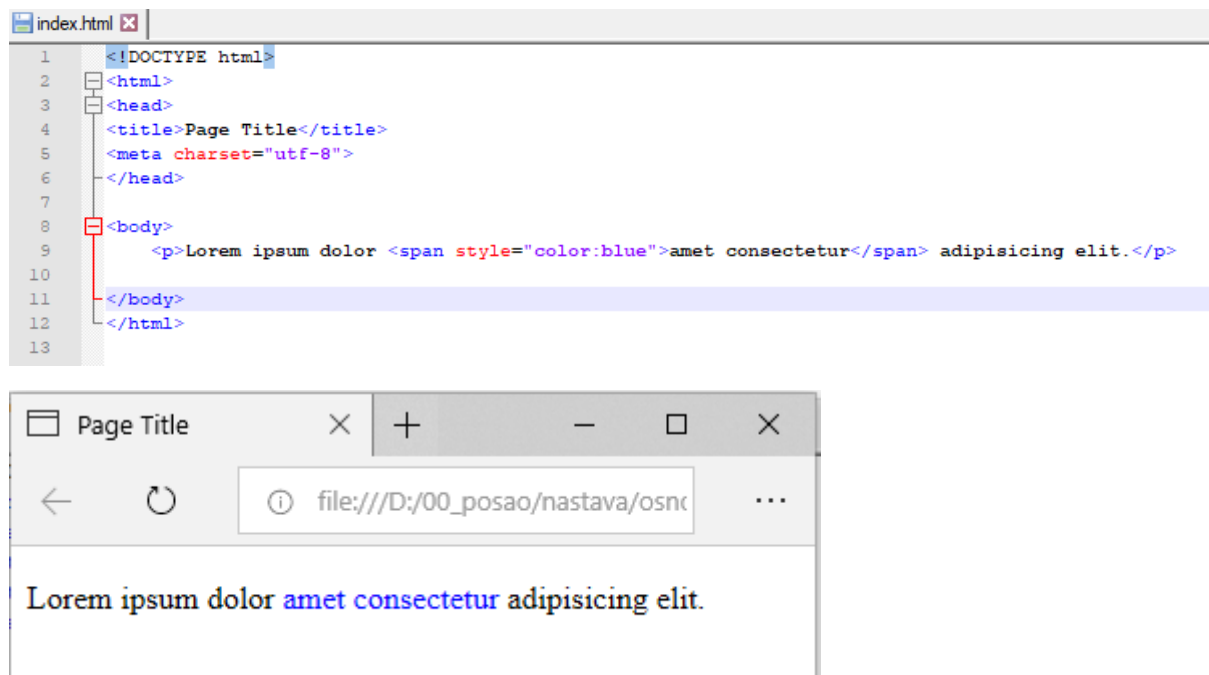 index.html
1 <!DOCTYPE html>
2 <html>
3 <head>
4 <title>Page Title</title>
5 <meta charset="utf-8">
6 </head>
7
8 <body>
9 <p>Lorem ipsum dolor <span style="color:blue">amet consectetur</span> adipisicing elit.</p>
10
11 </body>
12 </html>
13
Page Title
file:///D:/00_posao/nastava/osno
Lorem ipsum dolor amet consectetur adipisicing elit.